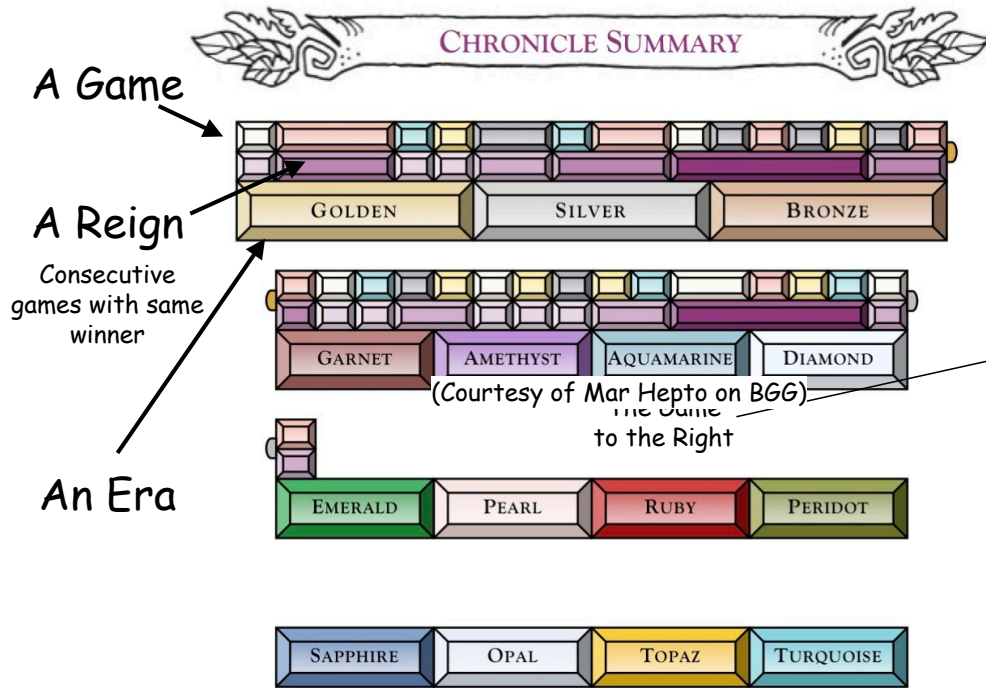 CHRONICLE SUMMARY
A Game
A Reign
Consecutive
games with same
winner
GOLDEN SILVER BRONZE
GARNET AMETHYST AQUAMARINE DIAMOND
(Courtesy of Mar Hepto on BGG)
to the Right
An Era
EMERALD PEARL RUBY PERIDOT
SAPPHIRE OPAL TOPAZ TURQUOISE